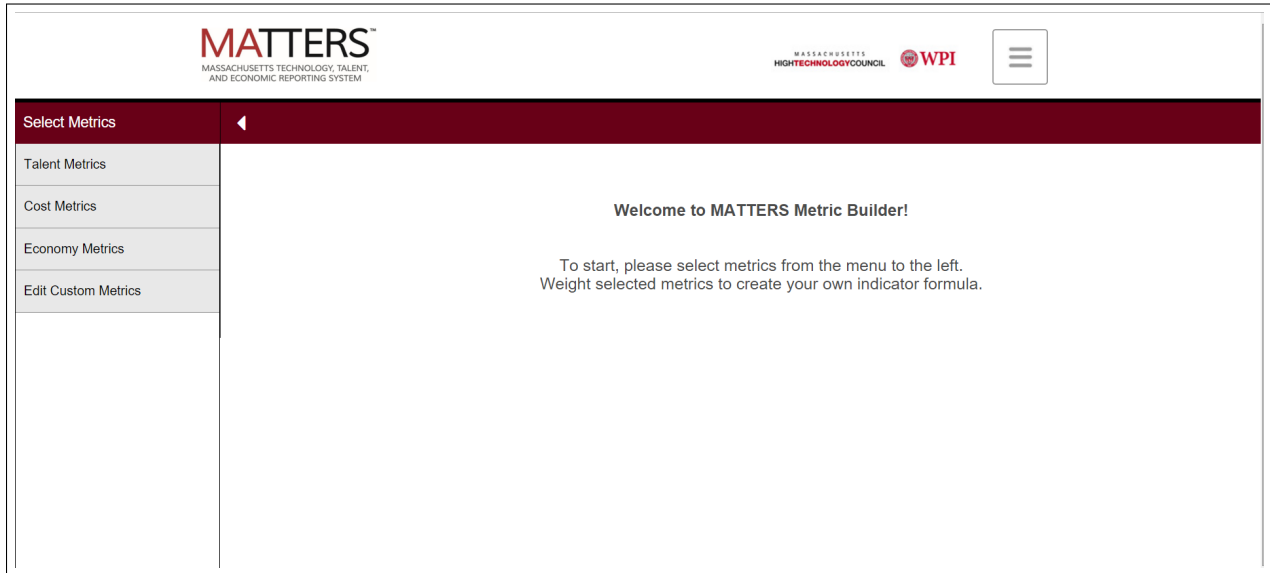 MATTERS™
MASSACHUSETTS TECHNOLOGY, TALENT,
AND ECONOMIC REPORTING SYSTEM
MASSACHUSETTS
HIGHTECHNOLOGYCOUNCIL
WPI
Select Metrics
Talent Metrics
Cost Metrics
Economy Metrics
Edit Custom Metrics
Welcome to MATTERS Metric Builder!
To start, please select metrics from the menu to the left.
Weight selected metrics to create your own indicator formula.